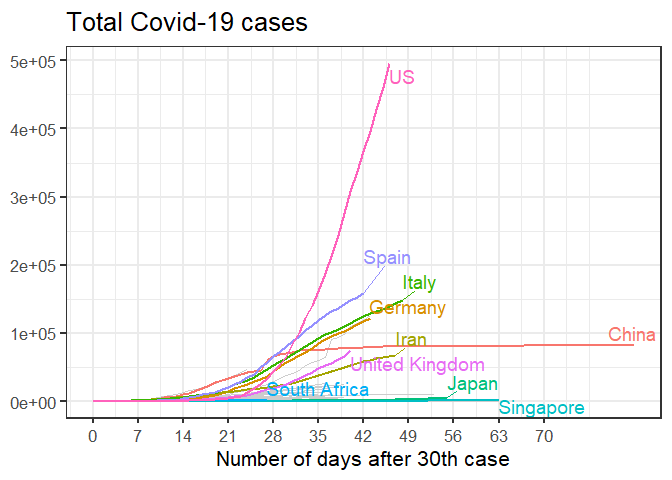 Total Covid-19 cases
5e+05
4e+05
3e+05
2e+05
1e+05
0e+00
US
Spain
Italy
Germany
Iran
China
United Kingdom
South Africa
Japan
Singapore
0 7 14 21 28 35 42 49 56 63 70
Number of days after 30th case